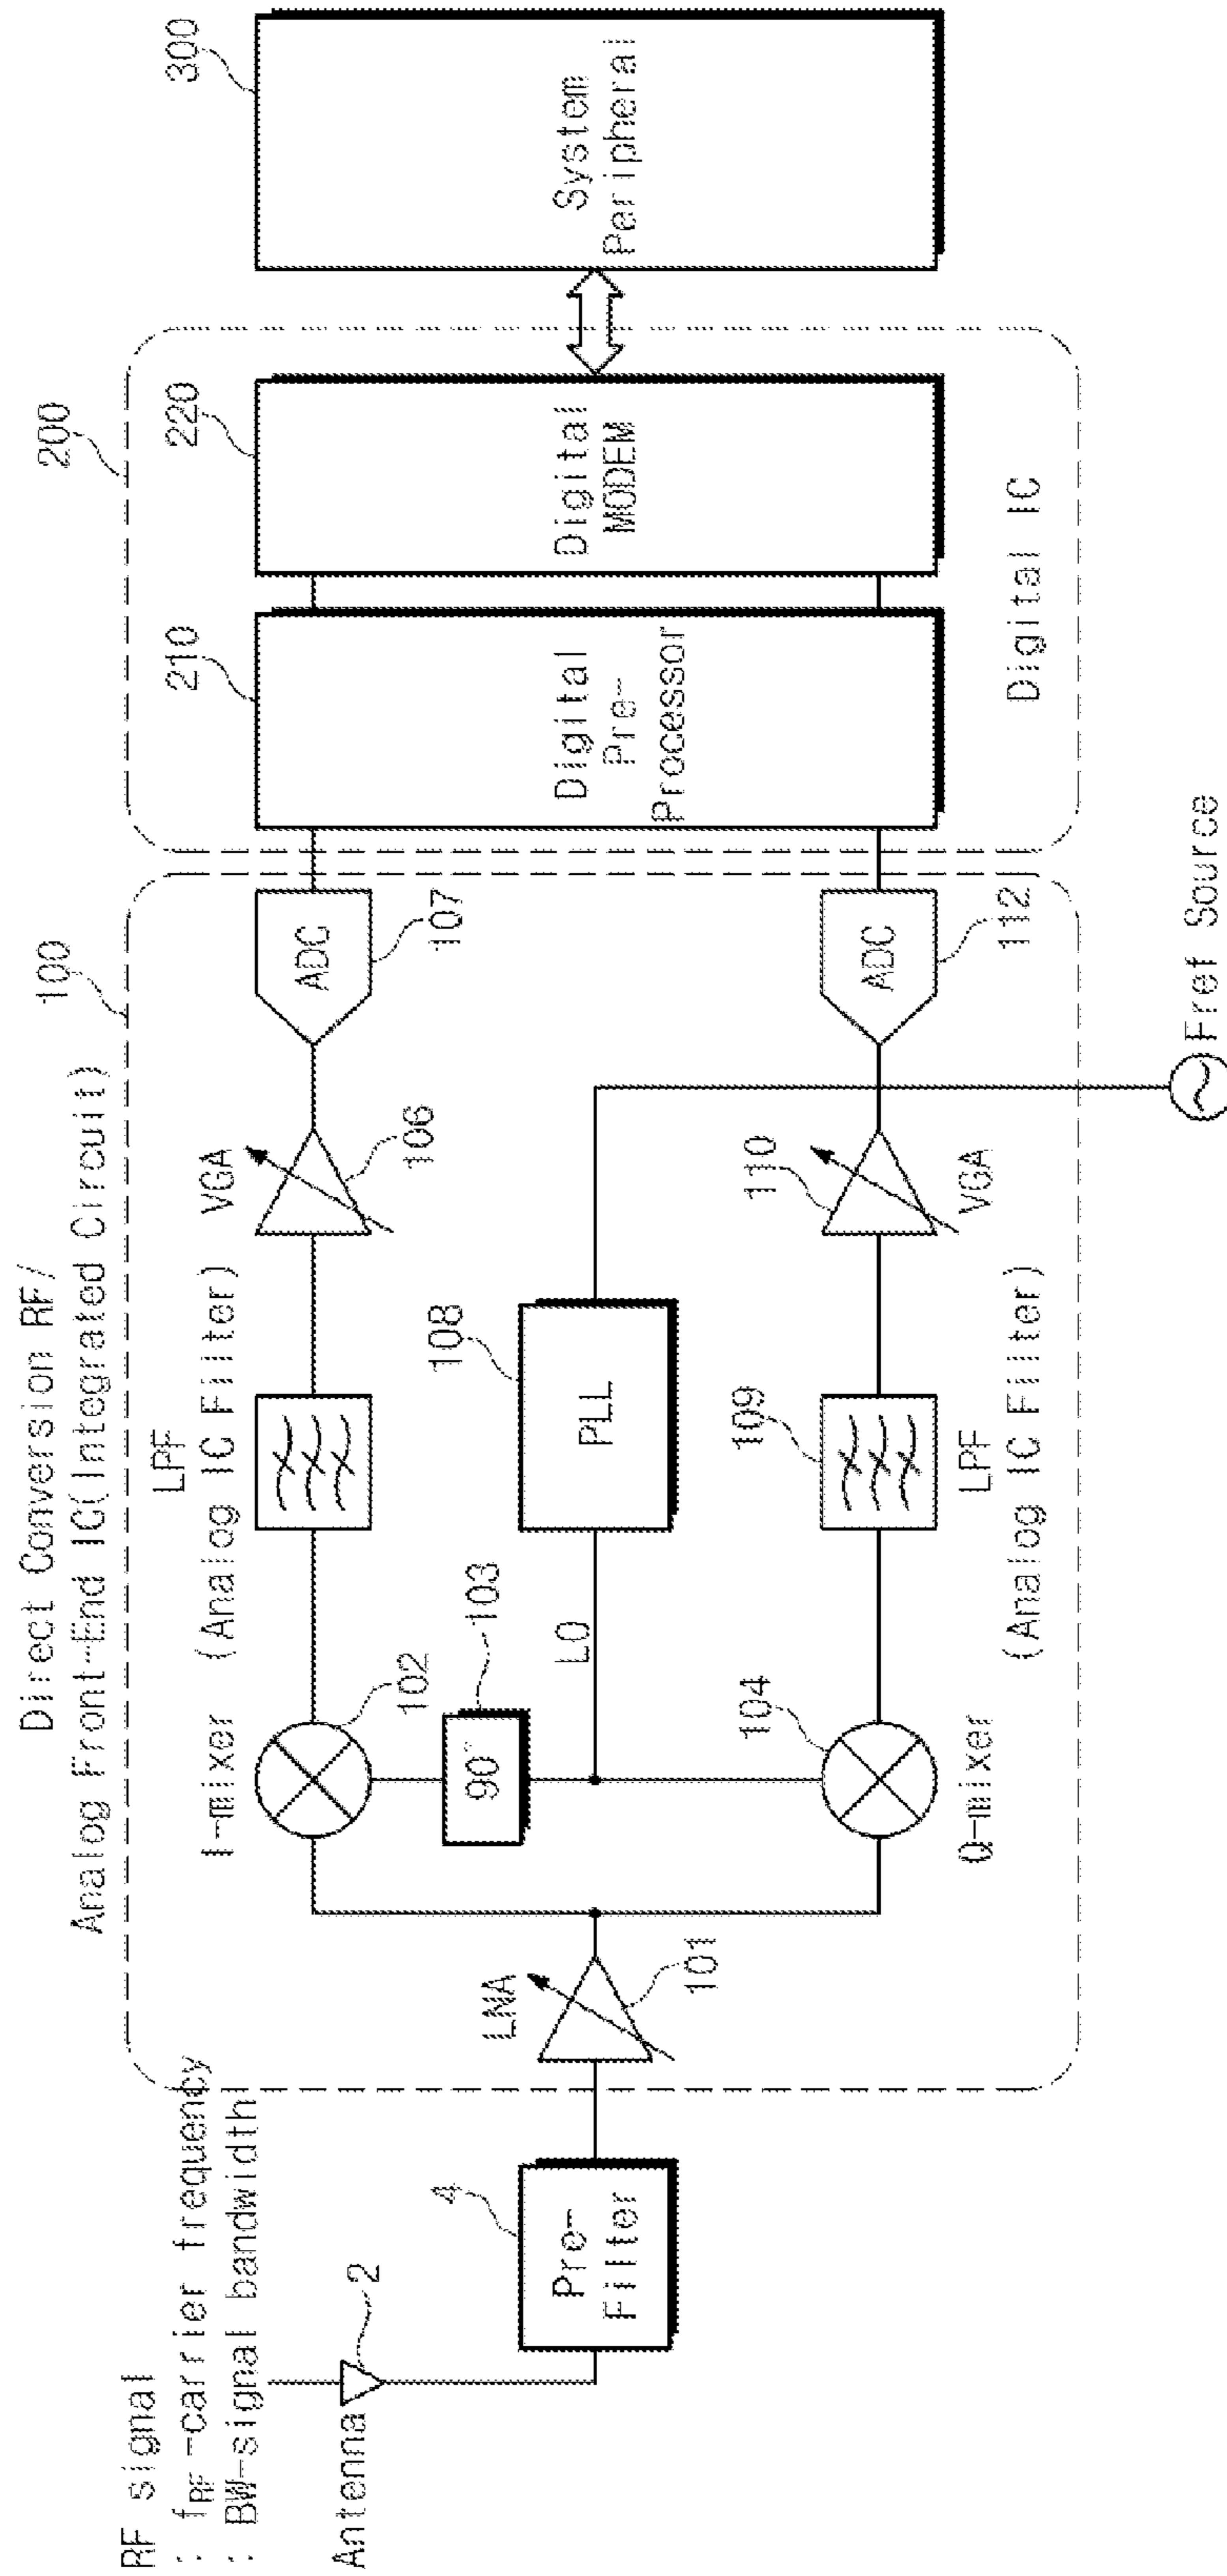 RF signal
: fRF-carrier frequency
: BW-signal bandwidth
Antenna
2
4
Pre-
Filter
Direct Conversion RF/
Analog Front-End IC(Integrated Circuit)
100
LNA
101
I-mixer
102
90°
103
Q-mixer
104
LO
LPF
(Analog IC Filter)
VGA
106
ADC
107
PLL
108
109
LPF
(Analog IC Filter)
110
VGA
ADC
112
Fref Source
200
210
Digital
Pre-
Processor
220
Digital
MODEM
Digital IC
300
System
Peripheral